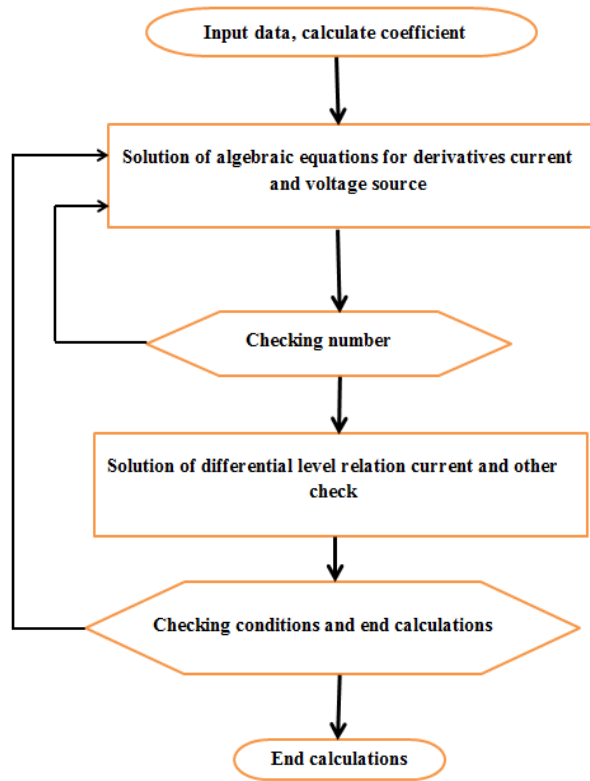 Input data, calculate coefficient
Solution of algebraic equations for derivatives current
and voltage source
Checking number
Solution of differential level relation current and other
check
Checking conditions and end calculations
End calculations